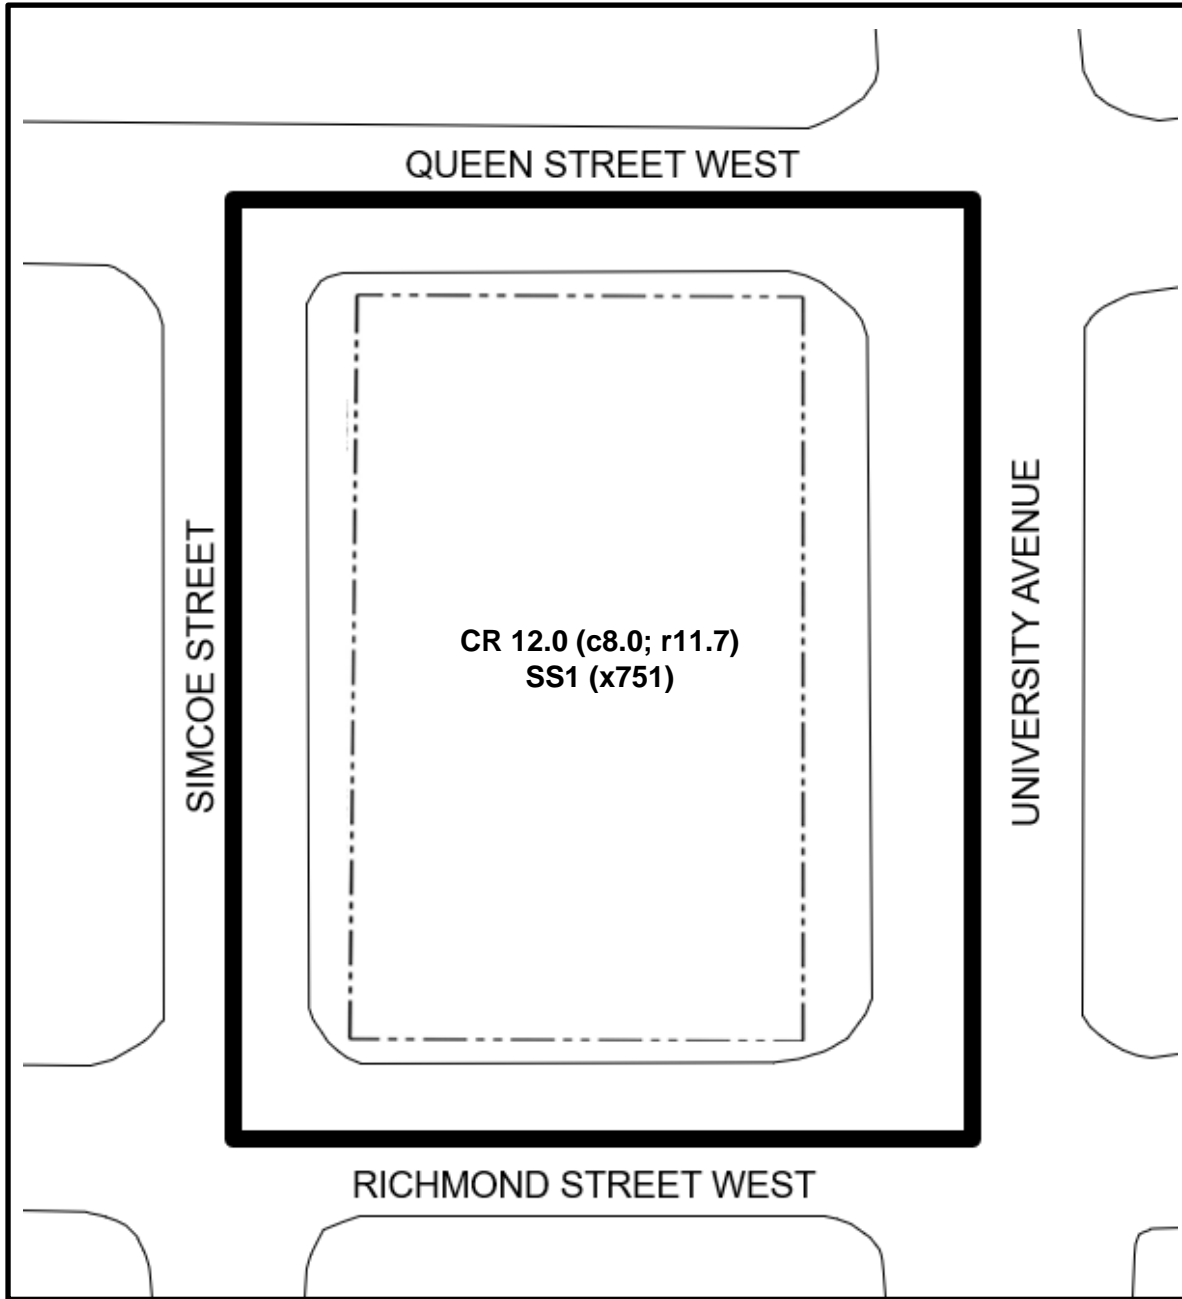 QUEEN STREET WEST
SIMCOE STREET
CR 12.0 (c8.0; r11.7)
SS1 (x751)
UNIVERSITY AVENUE
RICHMOND STREET WEST